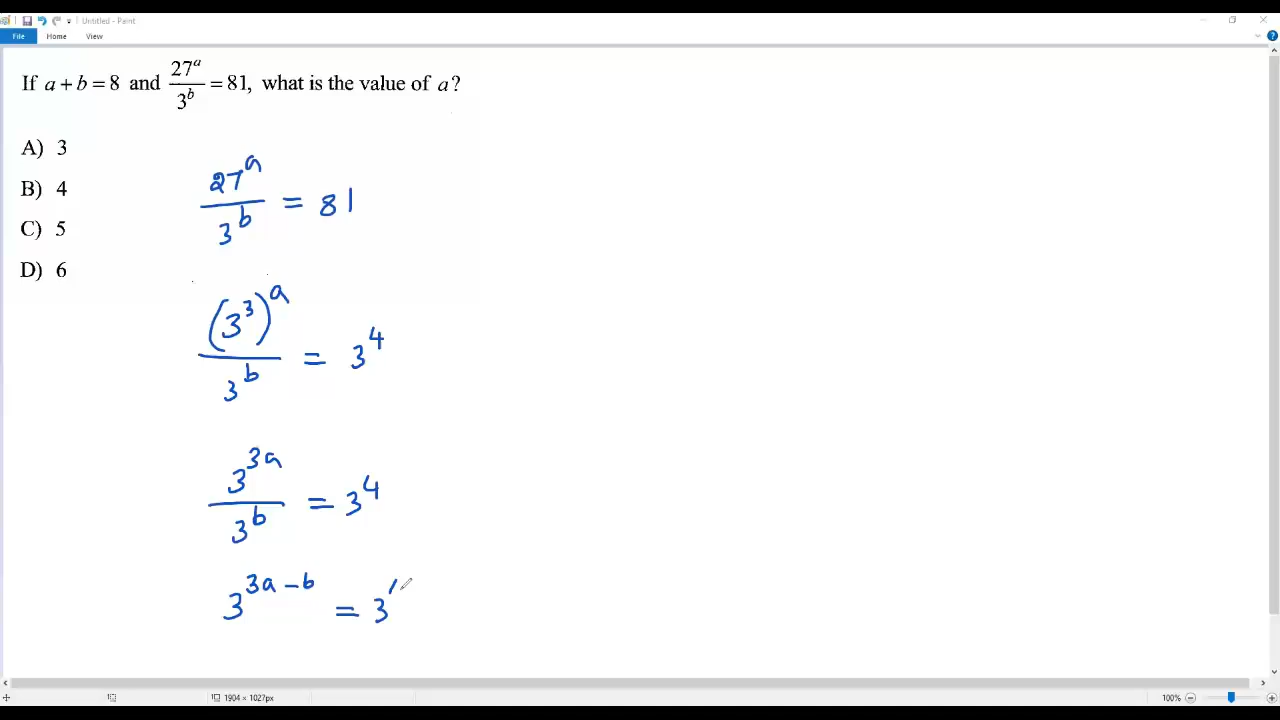 Untitled - Paint
File Home View
If a + b = 8 and 27^a / 3^b = 81, what is the value of a?
A) 3
B) 4
C) 5
D) 6
27^a / 3^b = 81
(3^3)^a / 3^b = 3^4
3^3a / 3^b = 3^4
3^3a-b = 3
1904 × 1027px 100%